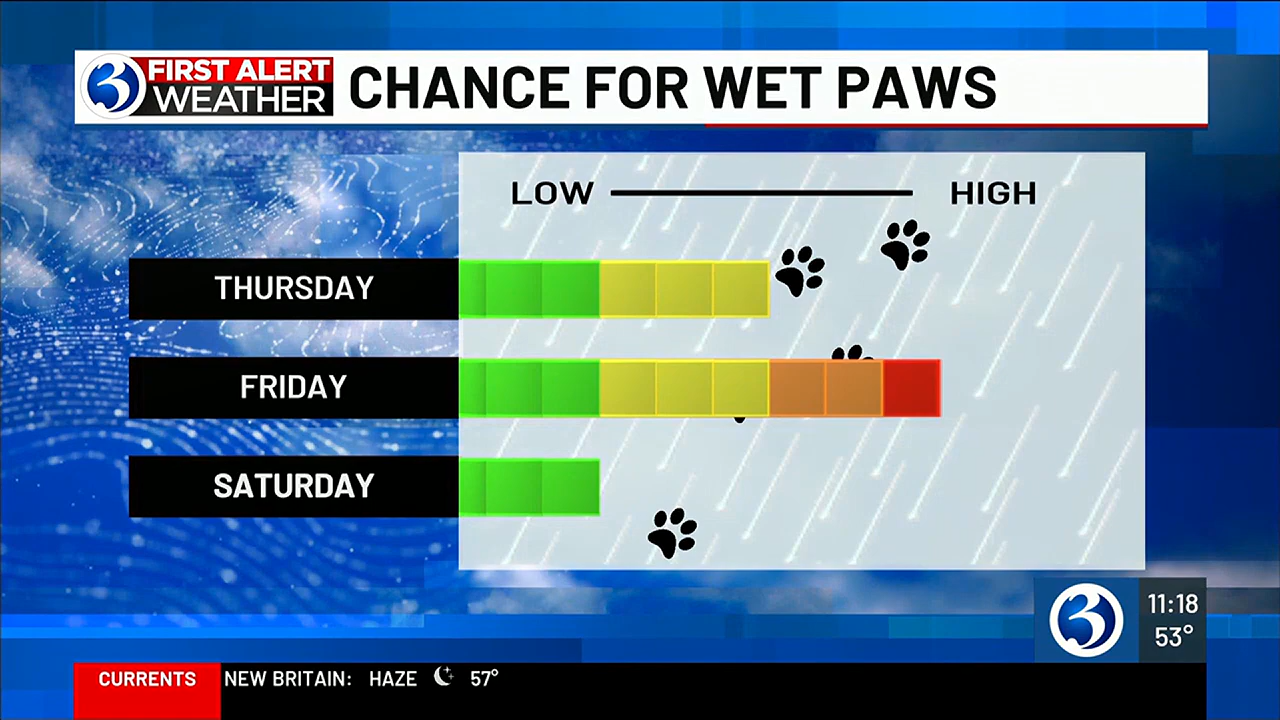 3 FIRST ALERT WEATHER
CHANCE FOR WET PAWS
LOW HIGH
THURSDAY
FRIDAY
SATURDAY
3
11:18
53°
CURRENTS NEW BRITAIN: HAZE 57°